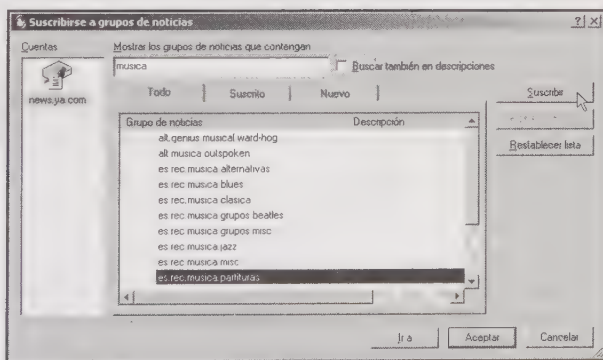 Suscribirse a grupos de noticias
Cuentas
news.ya.com
Mostrar los grupos de noticias que contengan
musica
Buscar también en descripciones
Todo
Suscrito
Nuevo
Grupo de noticias
Descripción
alt.genius musical ward-hog
alt musica outspoken
es rec musica alternativas
es rec musica blues
es rec.musica clasica
es rec musica grupos beatles
es rec musica grupos misc
es rec musica jazz
es rec musica misc
es.rec.musica.partituras
Suscribir
Restablecer lista
Ir a
Aceptar
Cancelar